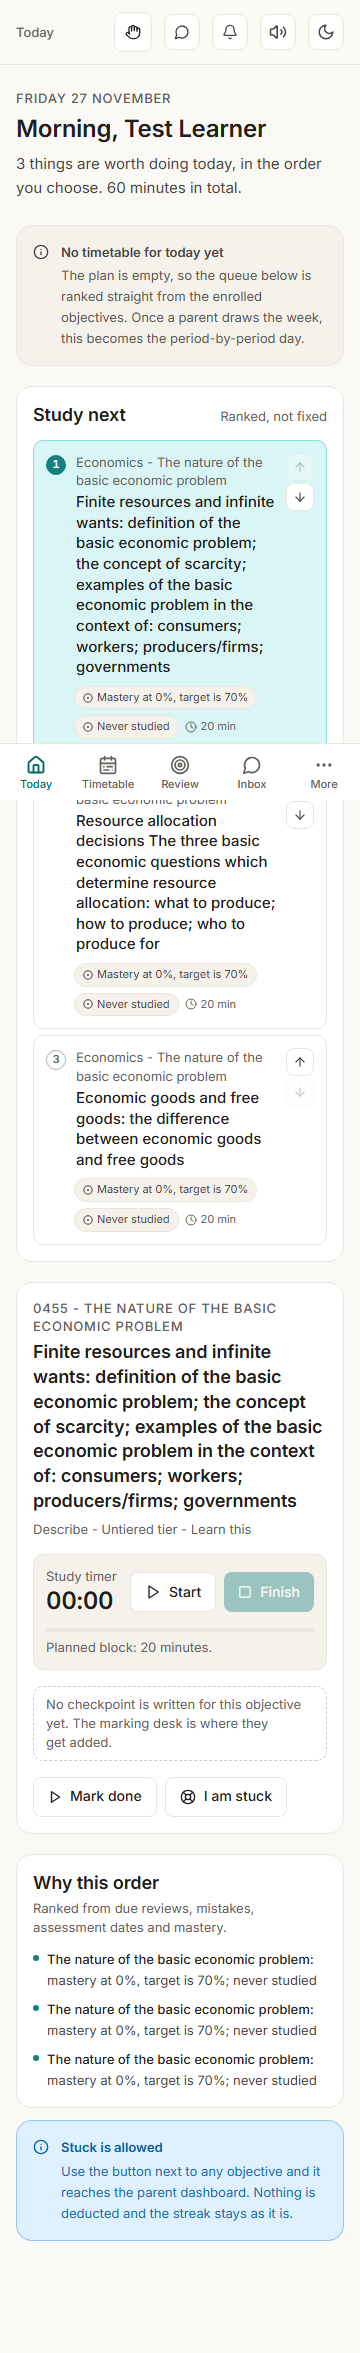 Today
FRIDAY 27 NOVEMBER
Morning, Test Learner
3 things are worth doing today, in the order
you choose. 60 minutes in total.
No timetable for today yet
The plan is empty, so the queue below is
ranked straight from the enrolled
objectives. Once a parent draws the week,
this becomes the period-by-period day.
Study next
Ranked, not fixed
1
Economics - The nature of the
basic economic problem
Finite resources and infinite
wants: definition of the
basic economic problem;
the concept of scarcity;
examples of the basic
economic problem in the
context of: consumers;
workers; producers/firms;
governments
Mastery at 0%, target is 70%
Never studied
20 min
Today
Timetable
Review
Inbox
More
basic economic problem
Resource allocation
decisions The three basic
economic questions which
determine resource
allocation: what to produce;
how to produce; who to
produce for
Mastery at 0%, target is 70%
Never studied
20 min
3
Economics - The nature of the
basic economic problem
Economic goods and free
goods: the difference
between economic goods
and free goods
Mastery at 0%, target is 70%
Never studied
20 min
0455 - THE NATURE OF THE BASIC
ECONOMIC PROBLEM
Finite resources and infinite
wants: definition of the basic
economic problem; the concept
of scarcity; examples of the basic
economic problem in the context
of: consumers; workers;
producers/firms; governments
Describe - Untiered tier - Learn this
Study timer
00:00
Start
Finish
Planned block: 20 minutes.
No checkpoint is written for this objective
yet. The marking desk is where they
get added.
Mark done
I am stuck
Why this order
Ranked from due reviews, mistakes,
assessment dates and mastery.
The nature of the basic economic problem:
mastery at 0%, target is 70%; never studied
The nature of the basic economic problem:
mastery at 0%, target is 70%; never studied
The nature of the basic economic problem:
mastery at 0%, target is 70%; never studied
Stuck is allowed
Use the button next to any objective and it
reaches the parent dashboard. Nothing is
deducted and the streak stays as it is.